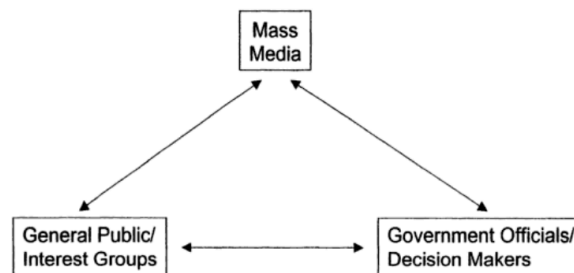 Mass
Media
General Public/
Interest Groups
Government Officials/
Decision Makers